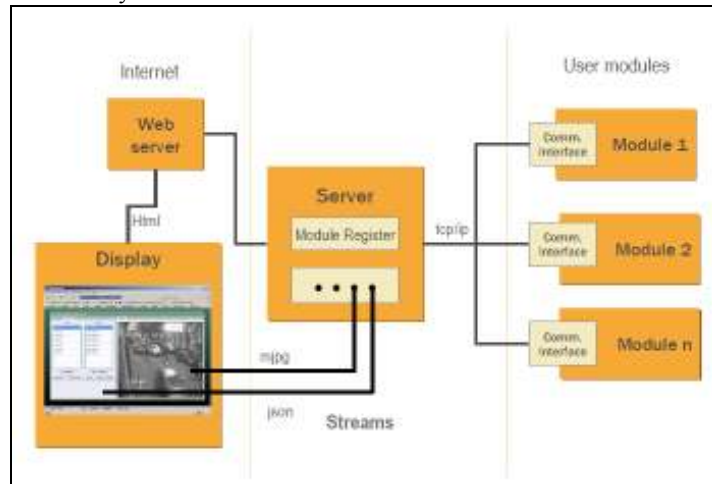 Internet
User modules
Web
server
Comm.
Interface
Module 1
Server
Module Register
Html
tcp/ip
Display
Comm.
Interface
Module 2
mjpg
Comm.
Interface
Module n
json
Streams